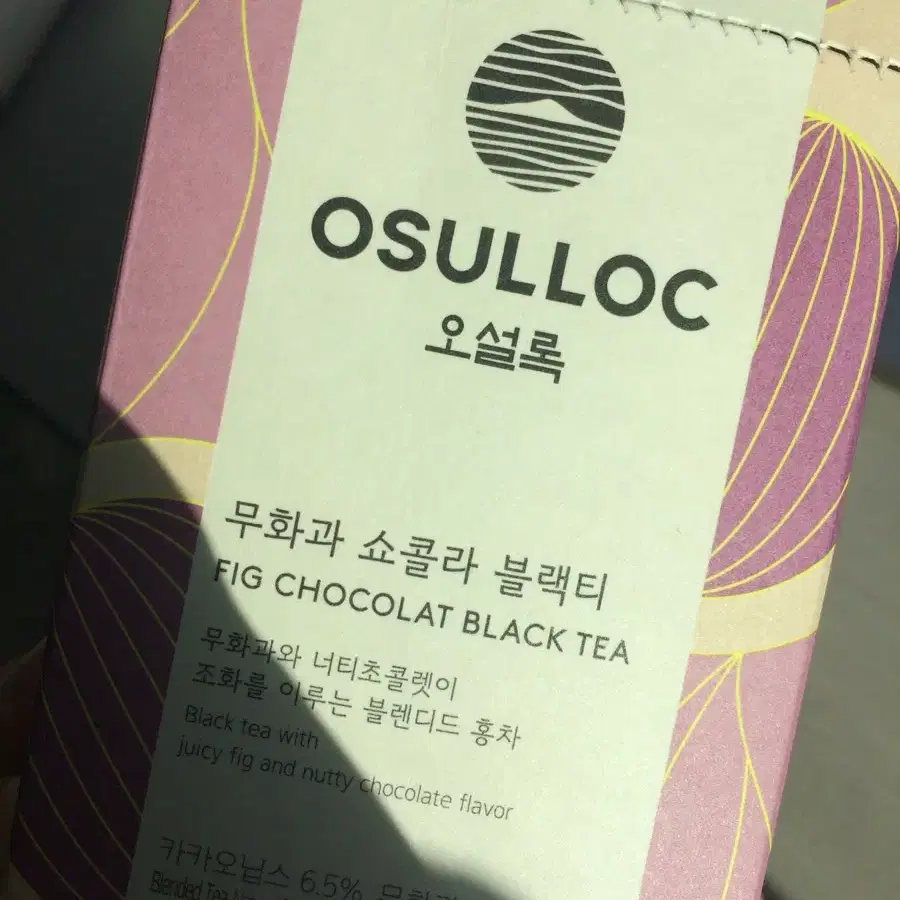 OSULLOC
오설록
무화과 쇼콜라 블랙티
FIG CHOCOLAT BLACK TEA
무화과와 너티초콜렛이
조화를 이루는 블렌디드 홍차
Black tea with
juicy fig and nutty chocolate flavor
카카오닙스 6.5%
Blended Tea